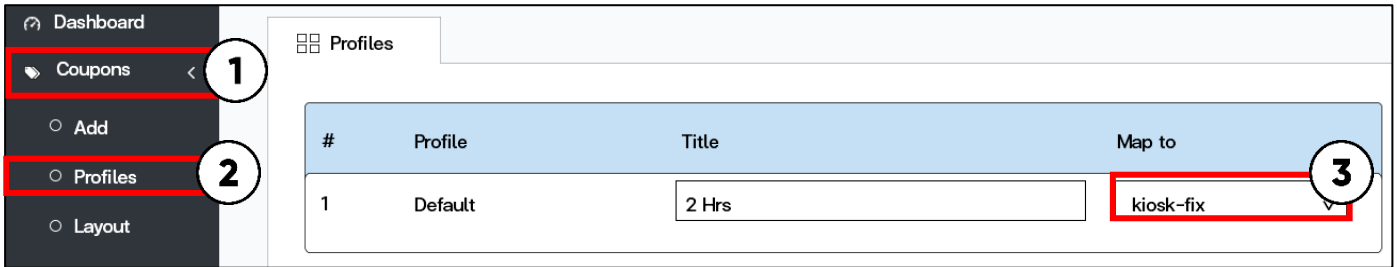 Dashboard
Coupons
1
Add
Profiles
2
Layout
Profiles
# Profile Title Map to
3
1 Default 2 Hrs kiosk-fix